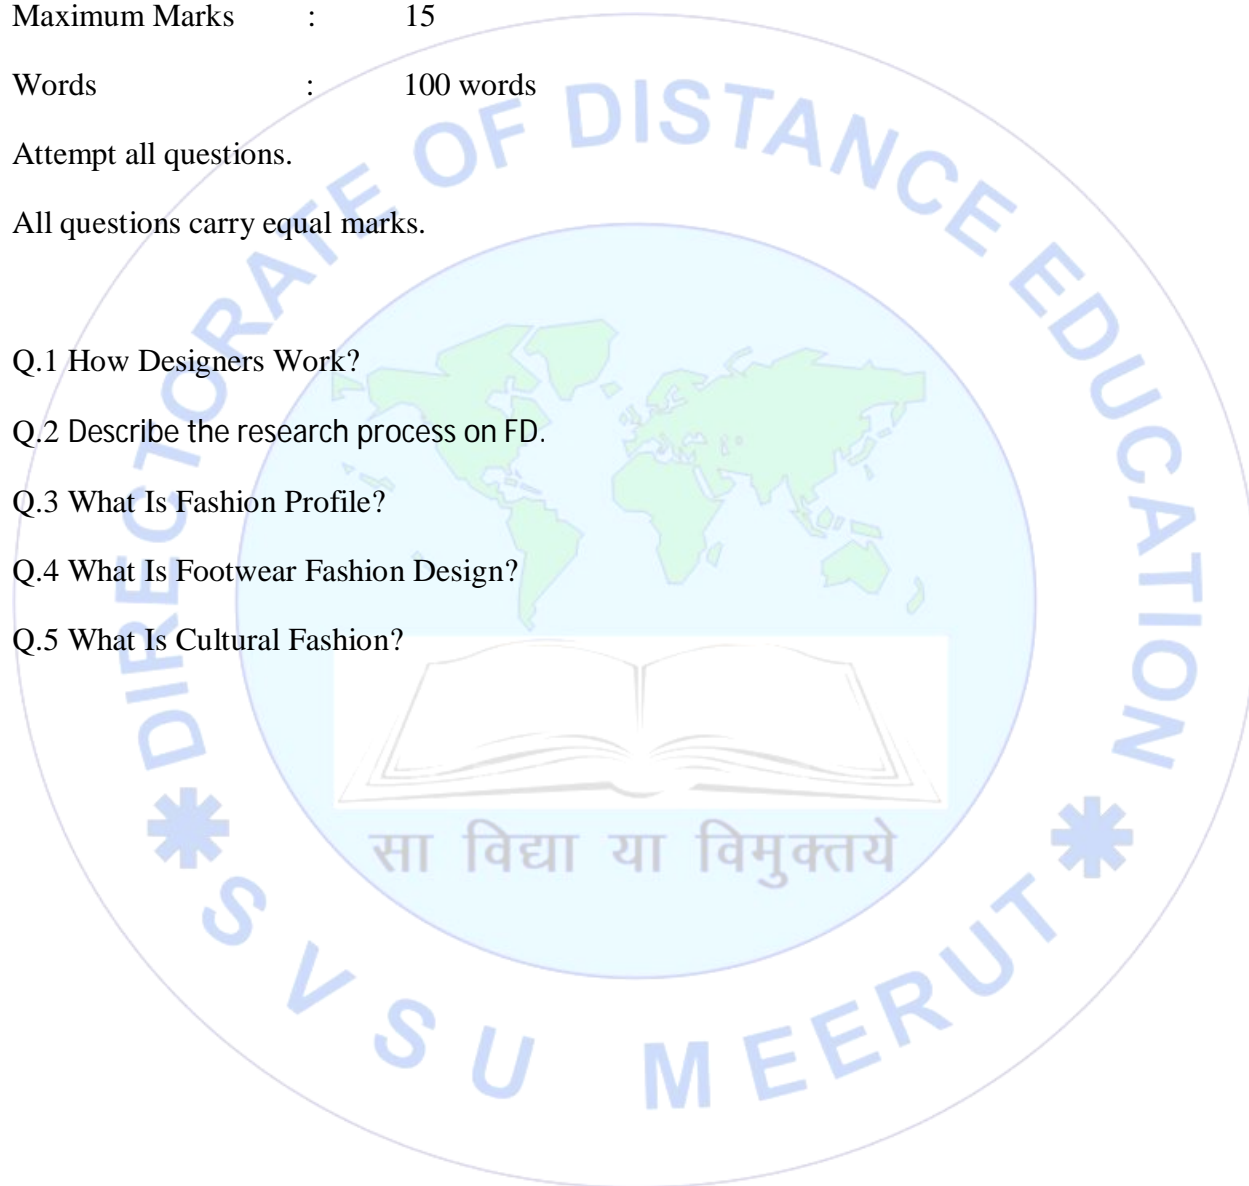 Maximum Marks : 15
Words : 100 words
Attempt all questions.
All questions carry equal marks.
Q.1 How Designers Work?
Q.2 Describe the research process on FD.
Q.3 What Is Fashion Profile?
Q.4 What Is Footwear Fashion Design?
Q.5 What Is Cultural Fashion?
DIRECTORATE OF DISTANCE EDUCATION
सा विद्या या विमुक्तये
S V S U MEERUT